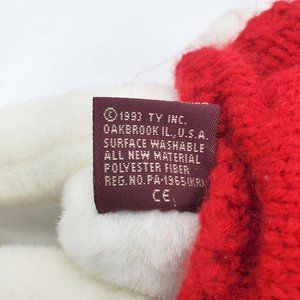 ©1993 TY INC.
OAKBROOK IL., U.S.A.
SURFACE WASHABLE
ALL NEW MATERIAL
POLYESTER FIBER
REG. NO. PA-1965(KR)
CE